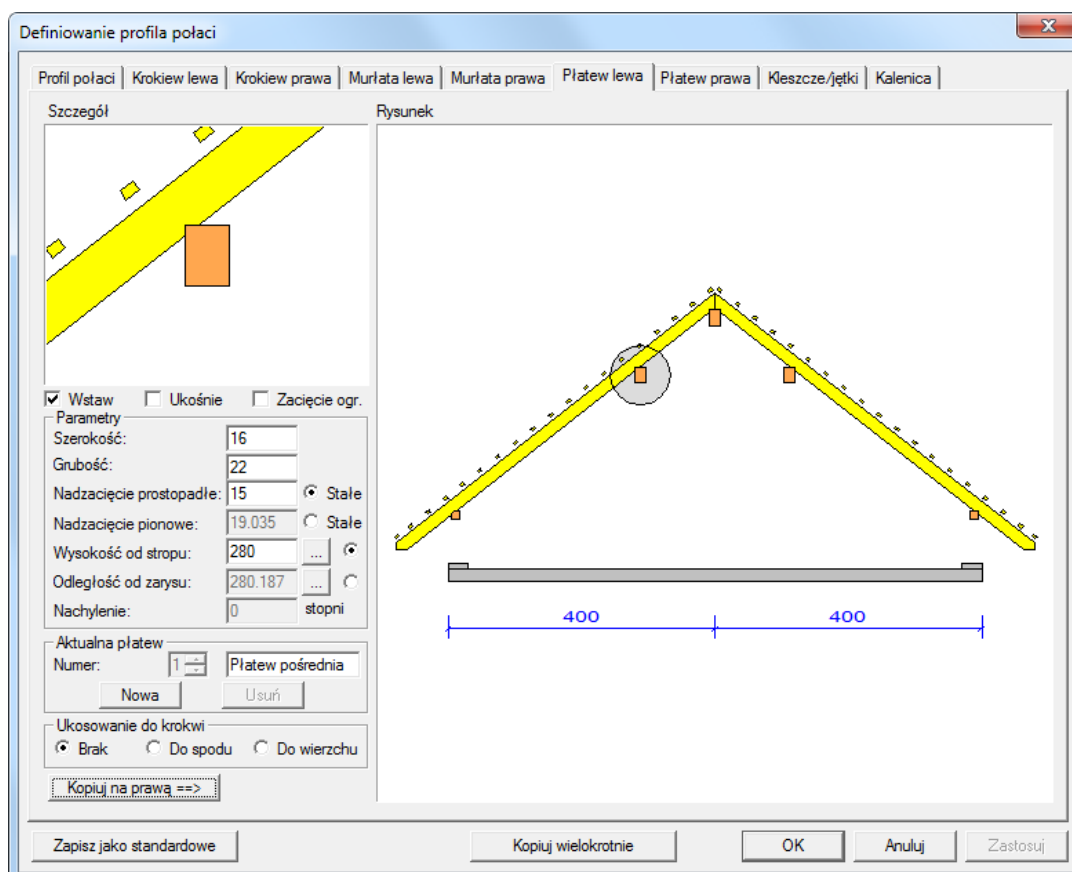 Definiowanie profila połaci
Profil połaci Krokiew lewa Krokiew prawa Murłata lewa Murłata prawa Płatew lewa Płatew prawa Kleszcze/jętki Kalenica
Szczegół Rysunek
Wstaw Ukośnie Zacięcie ogr.
Parametry
Szerokość: 16
Grubość: 22
Nadzacięcie prostopadłe: 15 Stałe
Nadzacięcie pionowe: 19.035 Stałe
Wysokość od stropu: 280 ...
Odległość od zarysu: 280.187 ...
Nachylenie: 0 stopni
400 400
Aktualna płatew
Numer: 1 Płatew pośrednia
Nowa Usuń
Ukosowanie do krokwi
Brak Do spodu Do wierzchu
Kopiuj na prawą ==>
Zapisz jako standardowe Kopiuj wielokrotnie OK Anuluj Zastosuj